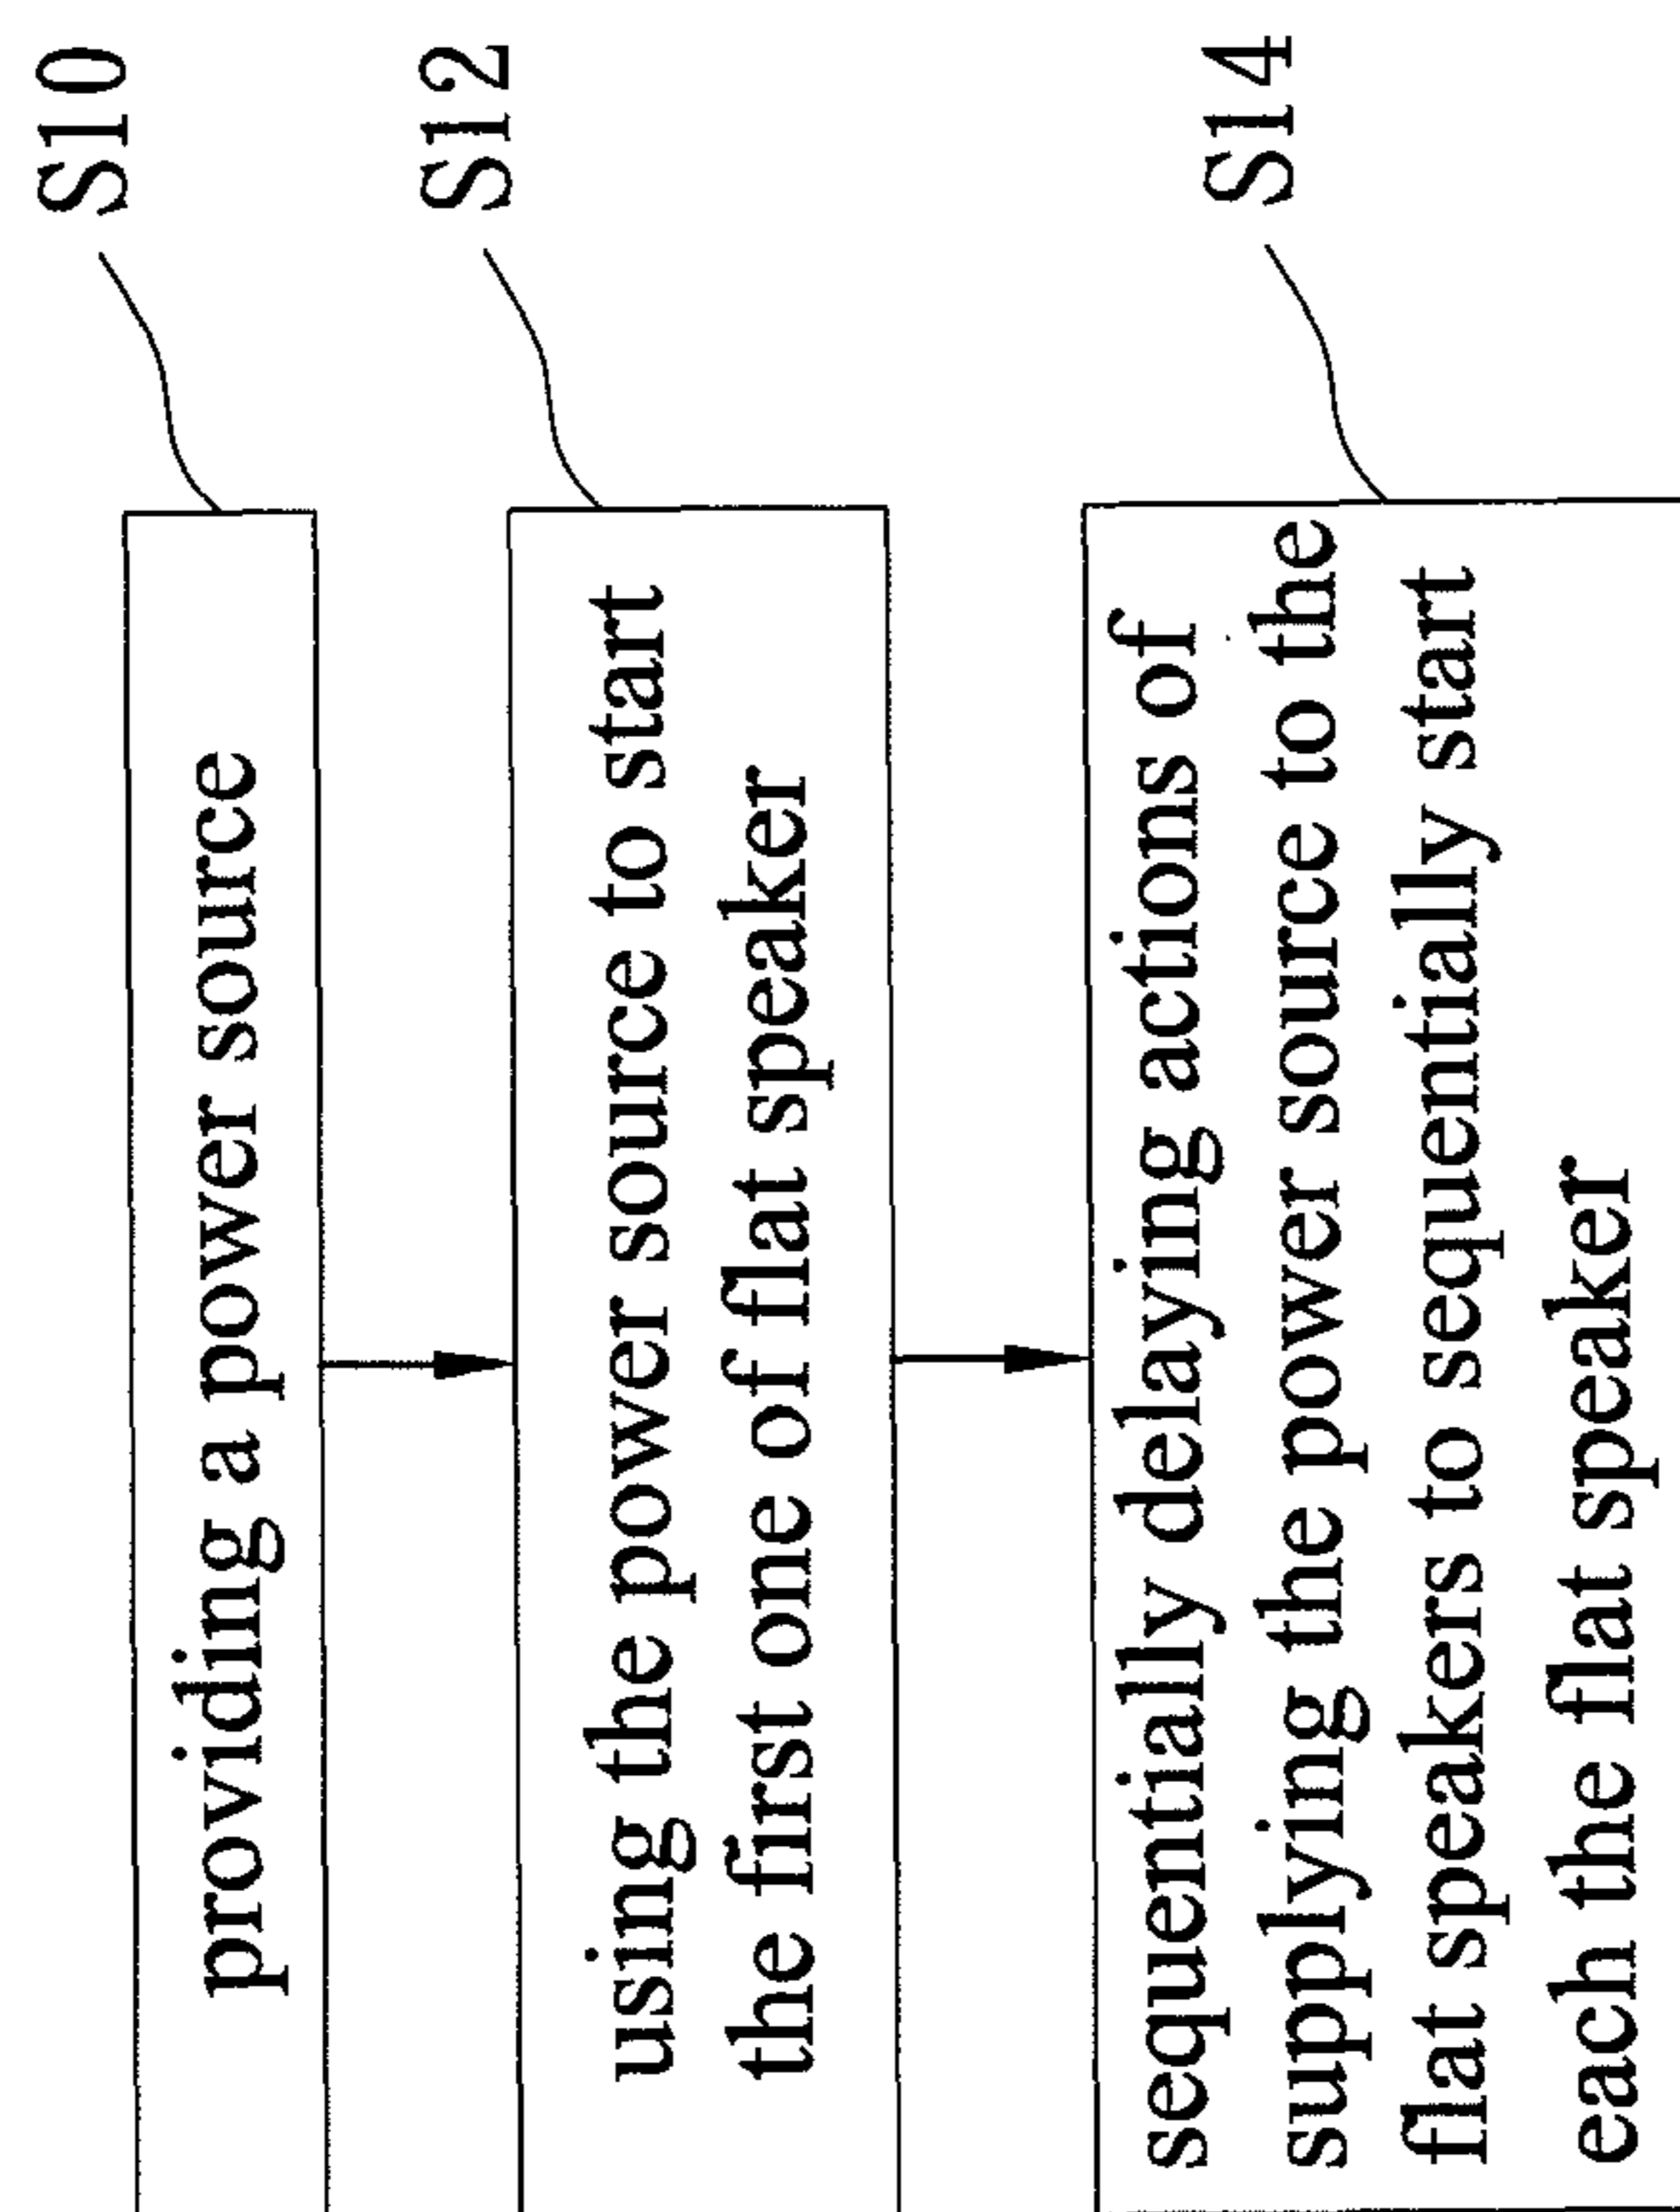 providing a power source
S10
using the power source to start
the first one of flat speaker
S12
sequentially delaying actions of
supplying the power source to the
flat speakers to sequentially start
each the flat speaker
S14